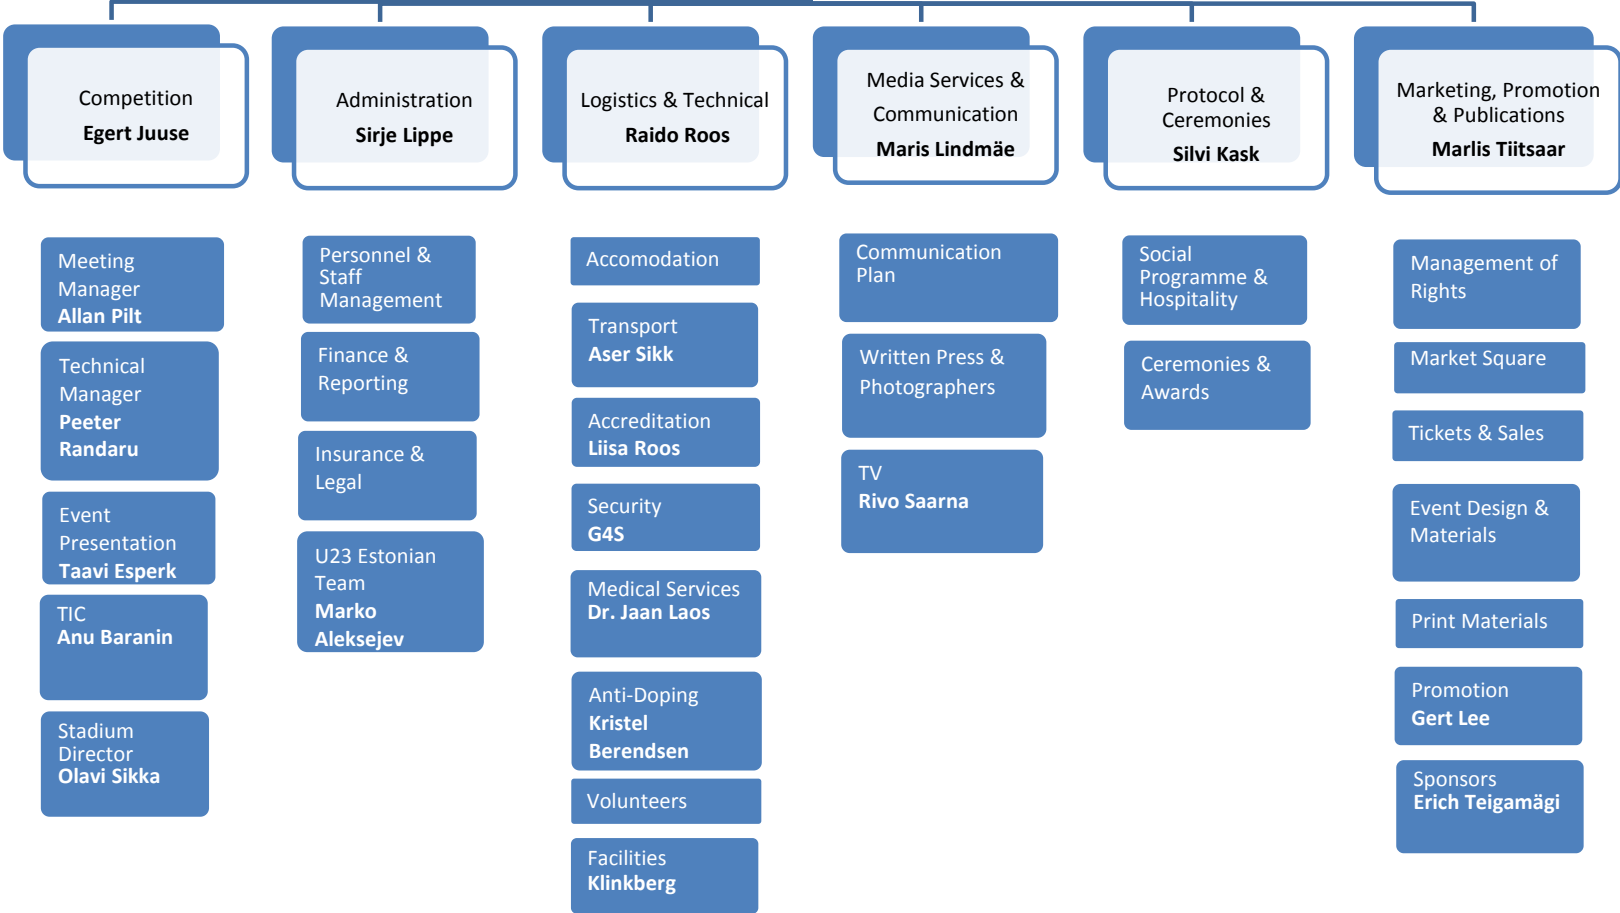 Competition
Egert Juuse
Administration
Sirje Lippe
Logistics & Technical
Raido Roos
Media Services &
Communication
Maris Lindmäe
Protocol &
Ceremonies
Silvi Kask
Marketing, Promotion
& Publications
Marlis Tiitsaar
Meeting
Manager
Allan Pilt
Technical
Manager
Peeter
Randaru
Event
Presentation
Taavi Esperk
TIC
Anu Baranin
Stadium
Director
Olavi Sikka
Personnel &
Staff
Management
Finance &
Reporting
Insurance &
Legal
U23 Estonian
Team
Marko
Aleksejev
Accomodation
Transport
Aser Sikk
Accreditation
Liisa Roos
Security
G4S
Medical Services
Dr. Jaan Laos
Anti-Doping
Kristel
Berendsen
Volunteers
Facilities
Klinkberg
Communication
Plan
Written Press &
Photographers
TV
Rivo Saarna
Social
Programme &
Hospitality
Ceremonies &
Awards
Management of
Rights
Market Square
Tickets & Sales
Event Design &
Materials
Print Materials
Promotion
Gert Lee
Sponsors
Erich Teigamägi